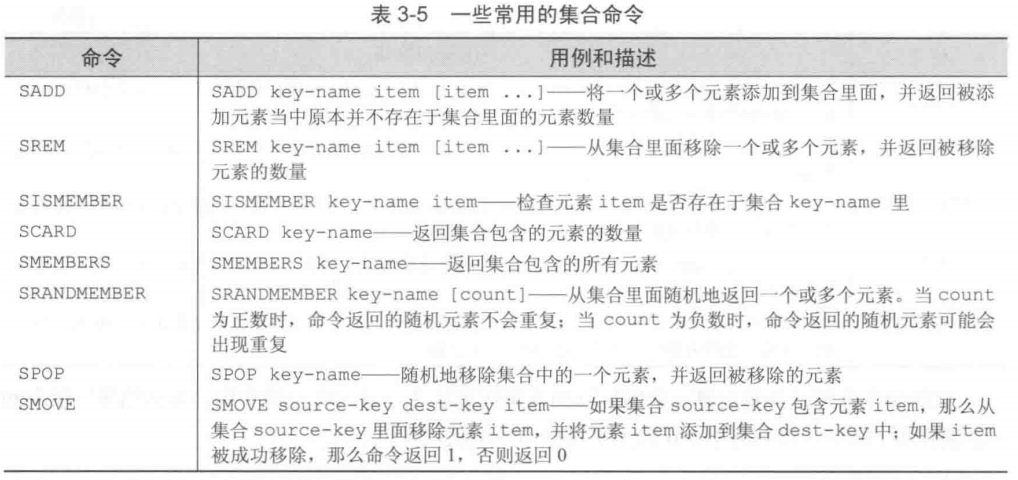 表 3-5 一些常用的集合命令
命令 用例和描述
SADD SADD key-name item [item ...]——将一个或多个元素添加到集合里面，并返回被添
加元素当中原本并不存在于集合里面的元素数量
SREM SREM key-name item [item ...]——从集合里面移除一个或多个元素，并返回被移除
元素的数量
SISMEMBER SISMEMBER key-name item——检查元素 item 是否存在于集合 key-name 里
SCARD SCARD key-name——返回集合包含的元素的数量
SMEMBERS SMEMBERS key-name——返回集合包含的所有元素
SRANDMEMBER SRANDMEMBER key-name [count]——从集合里面随机地返回一个或多个元素。当 count
为正数时，命令返回的随机元素不会重复；当 count 为负数时，命令返回的随机元素可能会
出现重复
SPOP SPOP key-name——随机地移除集合中的一个元素，并返回被移除的元素
SMOVE SMOVE source-key dest-key item——如果集合 source-key 包含元素 item，那么从
集合 source-key 里面移除元素 item，并将元素 item 添加到集合 dest-key 中；如果 item
被成功移除，那么命令返回 1，否则返回 0